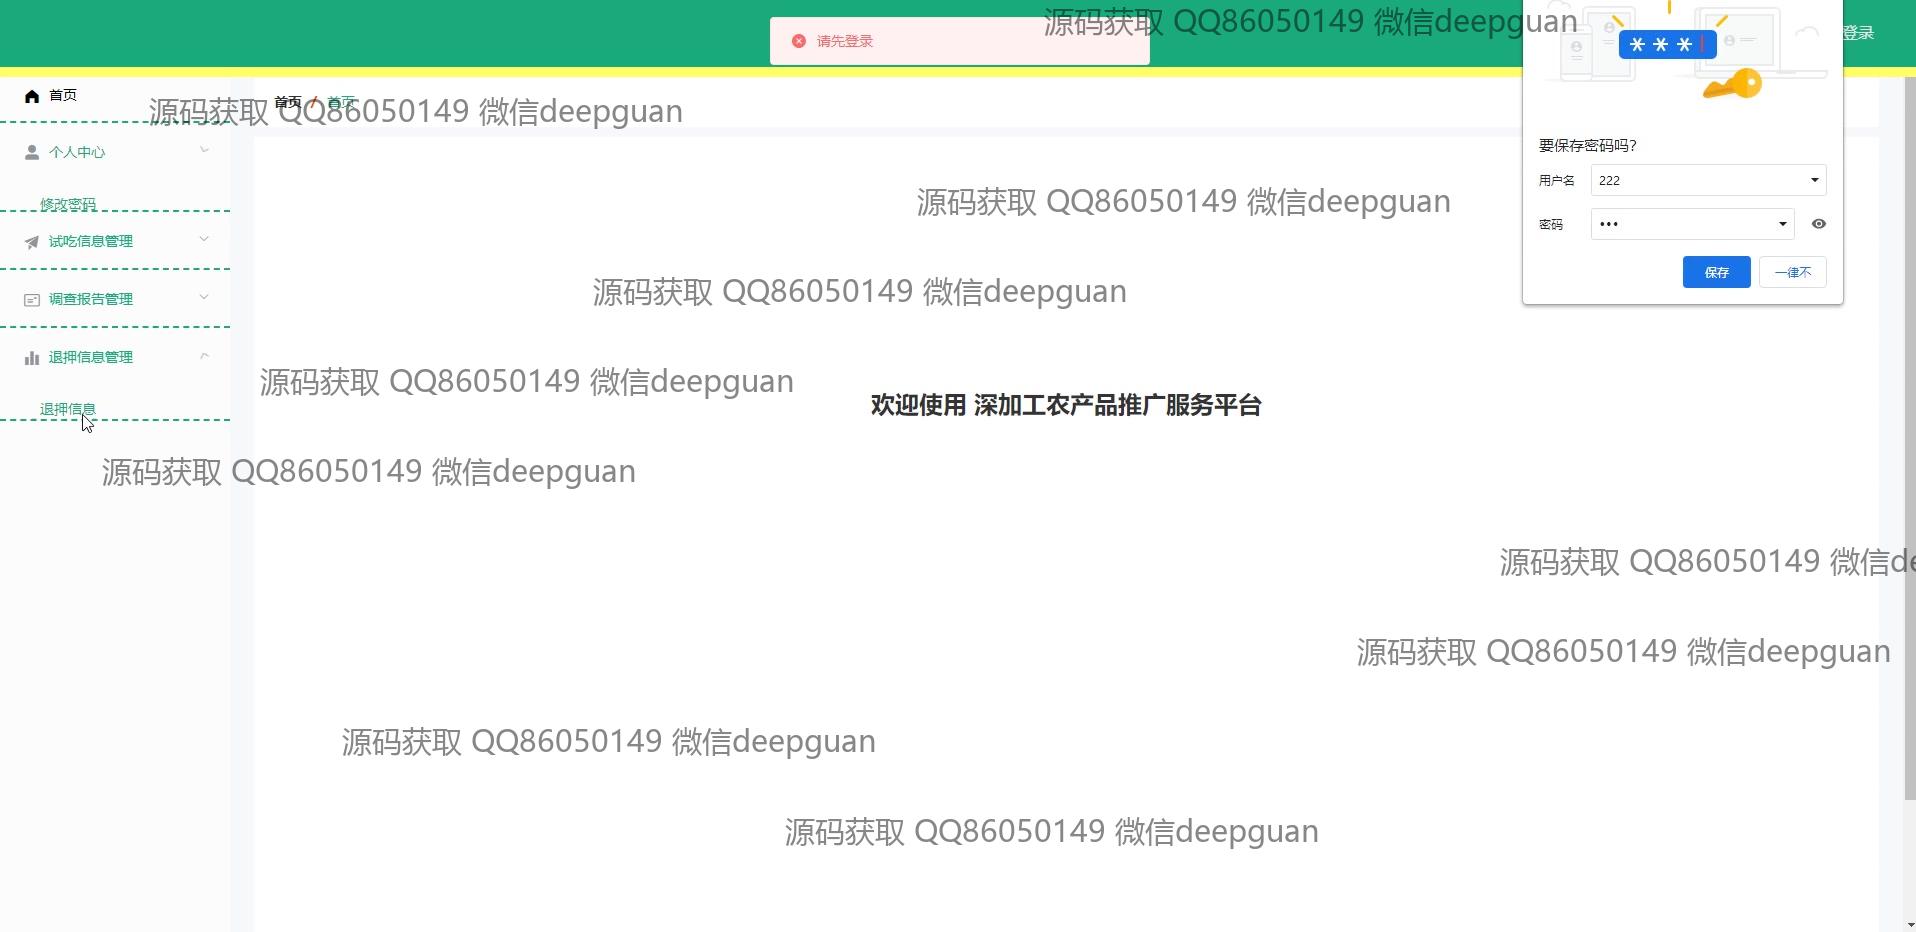 源码获取 QQ86050149 微信deepguan
请先登录
登录
***
首页
首页 / 首页
源码获取 QQ86050149 微信deepguan
要保存密码吗?
个人中心
用户名 222
修改密码
源码获取 QQ86050149 微信deepguan
密码 •••
试吃信息管理
保存 一律不
源码获取 QQ86050149 微信deepguan
调查报告管理
退押信息管理
源码获取 QQ86050149 微信deepguan
欢迎使用 深加工农产品推广服务平台
退押信息
源码获取 QQ86050149 微信deepguan
源码获取 QQ86050149 微信de
源码获取 QQ86050149 微信deepguan
源码获取 QQ86050149 微信deepguan
源码获取 QQ86050149 微信deepguan